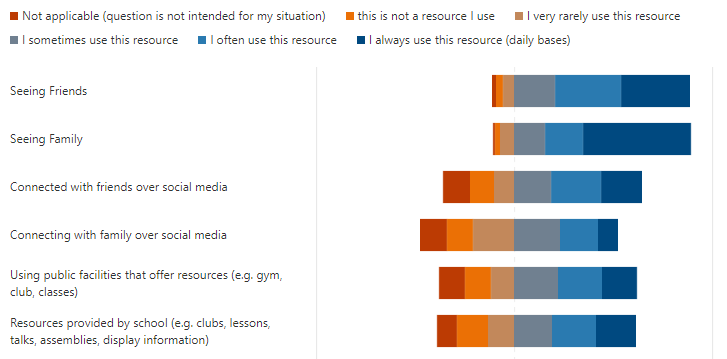 Not applicable (question is not intended for my situation) this is not a resource I use I very rarely use this resource
I sometimes use this resource I often use this resource I always use this resource (daily bases)
Seeing Friends
Seeing Family
Connected with friends over social media
Connecting with family over social media
Using public facilities that offer resources (e.g. gym,
club, classes)
Resources provided by school (e.g. clubs, lessons,
talks, assemblies, display information)